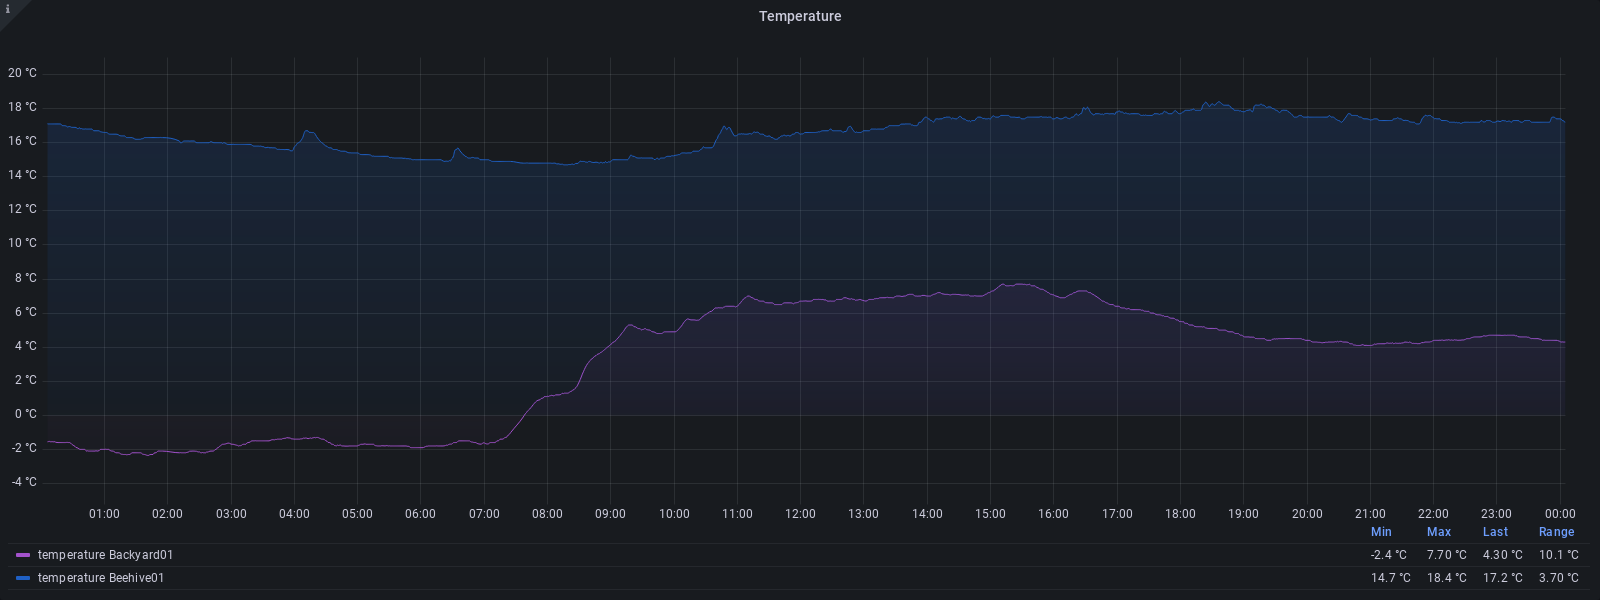 i
Temperature
20 °C
18 °C
16 °C
14 °C
12 °C
10 °C
8 °C
6 °C
4 °C
2 °C
0 °C
-2 °C
-4 °C
01:00 02:00 03:00 04:00 05:00 06:00 07:00 08:00 09:00 10:00 11:00 12:00 13:00 14:00 15:00 16:00 17:00 18:00 19:00 20:00 21:00 22:00 23:00 00:00
Min Max Last Range
temperature Backyard01 -2.4 °C 7.70 °C 4.30 °C 10.1 °C
temperature Beehive01 14.7 °C 18.4 °C 17.2 °C 3.70 °C